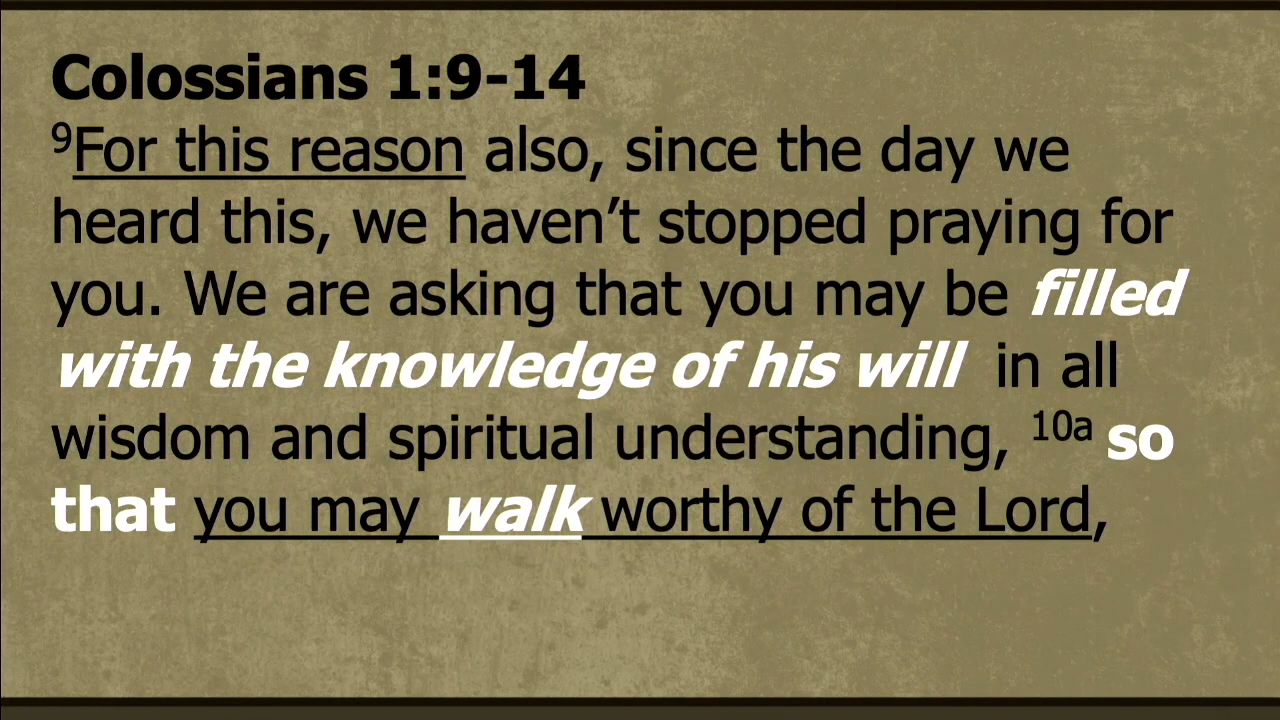 Colossians 1:9-14
⁹For this reason also, since the day we
heard this, we haven’t stopped praying for
you. We are asking that you may be filled
with the knowledge of his will in all
wisdom and spiritual understanding, ¹⁰ᵃ so
that you may walk worthy of the Lord,